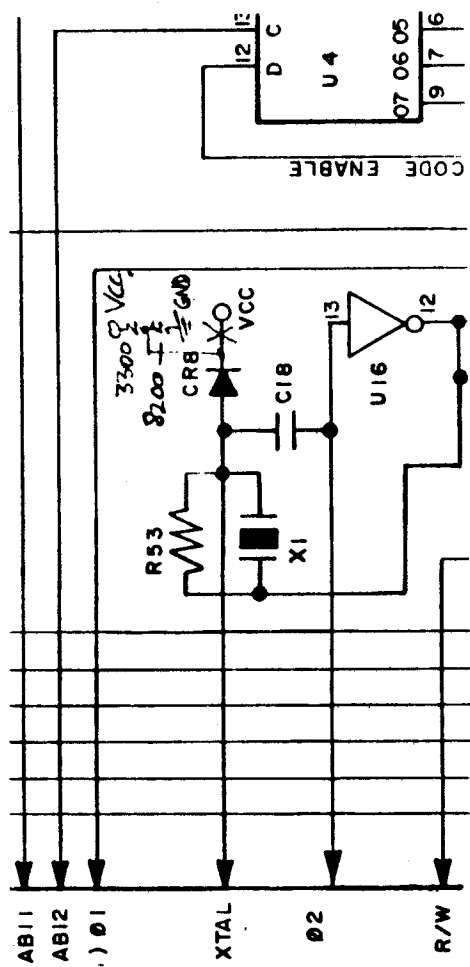 13
C
12
D
U4
05
6
06
7
07
9
CODE ENABLE
3300
VCC
8200
GND
CR8
VCC
C18
13
12
U16
R53
X1
AB11
AB12
.) Ø1
XTAL
Ø2
R/W